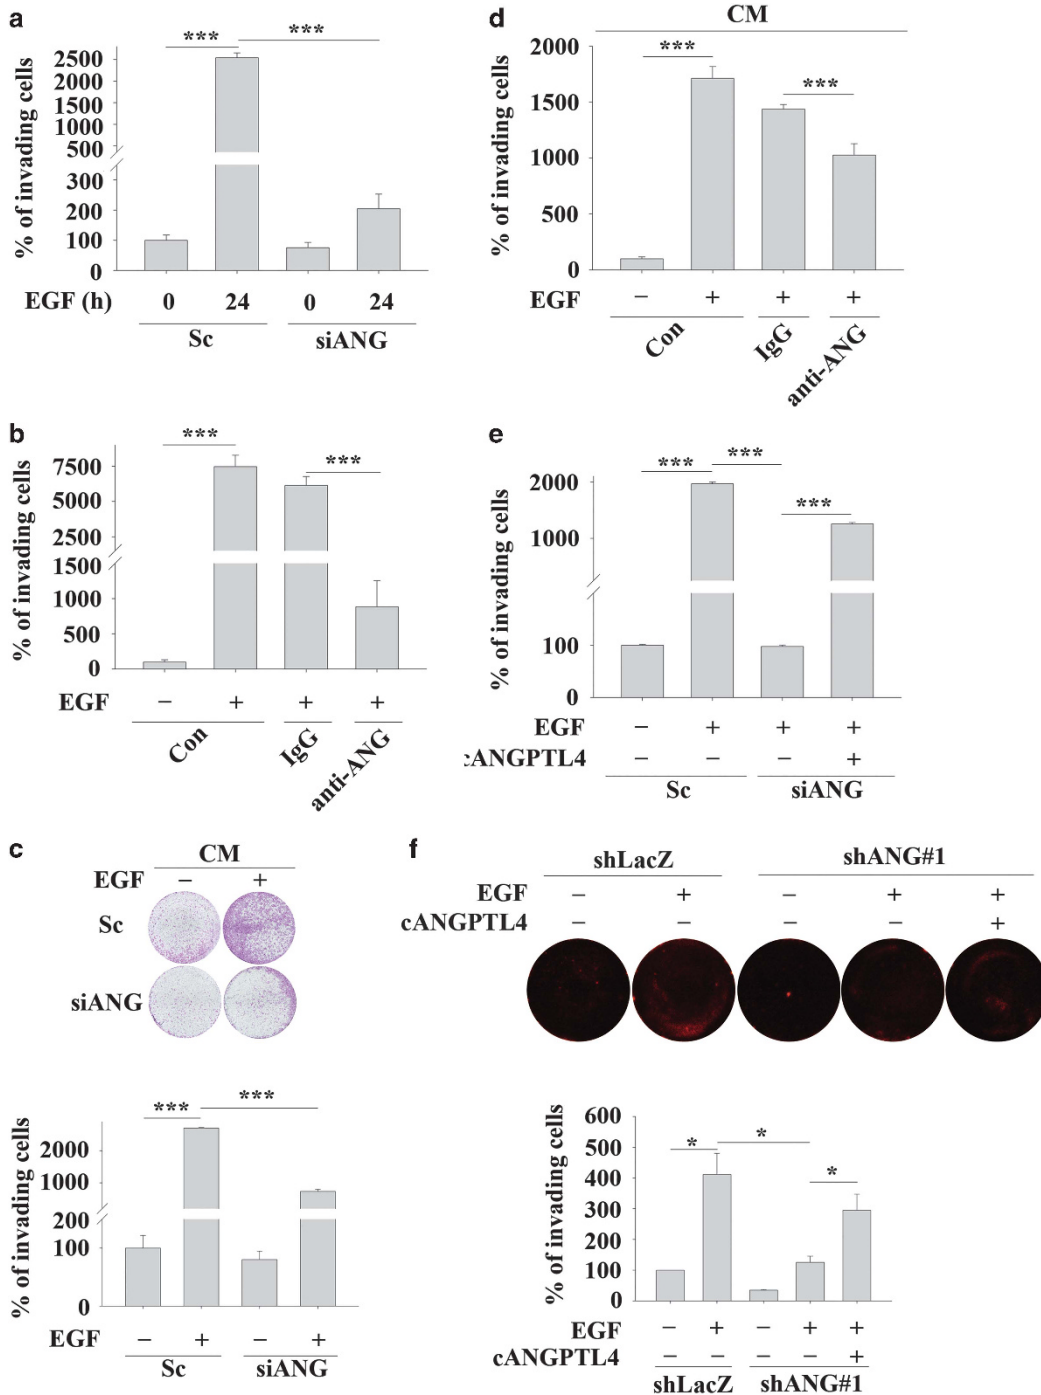 a
*** ***
% of invading cells
2500
2000
1500
1000
500
300
200
100
0
EGF (h) 0 24 0 24
Sc siANG
b
*** ***
% of invading cells
7500
5000
2500
1500
1000
500
0
EGF − + + +
Con IgG anti-ANG
c
CM
EGF − +
Sc
siANG
*** ***
% of invading cells
2000
1000
200
100
0
EGF − + − +
Sc siANG
d
CM
*** ***
% of invading cells
2000
1500
1000
500
0
EGF − + + +
Con IgG anti-ANG
e
*** *** ***
% of invading cells
2000
1000
100
0
EGF − + + +
cANGPTL4 − − − +
Sc siANG
f
shLacZ shANG#1
EGF − + − + +
cANGPTL4 − − − − +
* * *
% of invading cells
600
500
400
300
200
100
0
EGF − + − + +
cANGPTL4 − − − − +
shLacZ shANG#1